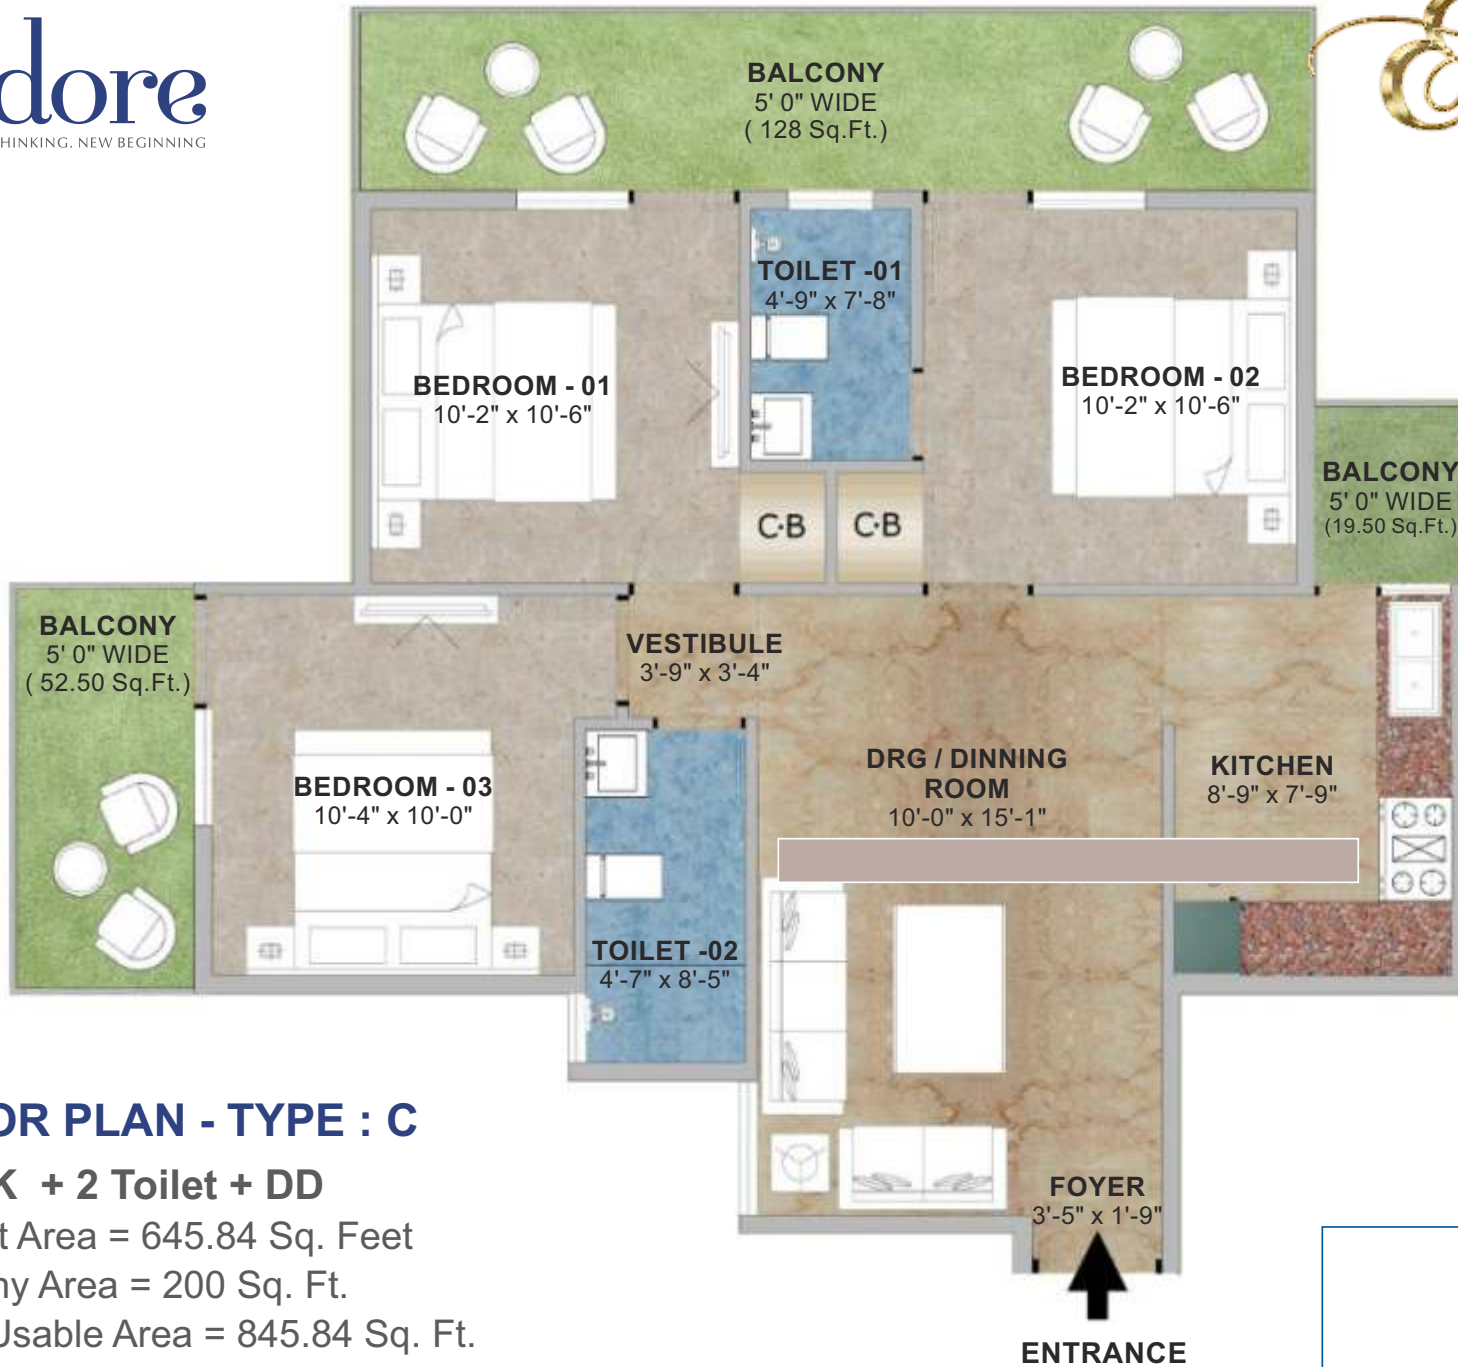 dore
HINKING. NEW BEGINNING
BALCONY
5' 0" WIDE
( 128 Sq.Ft.)
TOILET -01
4'-9" x 7'-8"
BEDROOM - 01
10'-2" x 10'-6"
BEDROOM - 02
10'-2" x 10'-6"
BALCONY
5' 0" WIDE
(19.50 Sq.Ft.)
C·B
C·B
BALCONY
5' 0" WIDE
( 52.50 Sq.Ft.)
VESTIBULE
3'-9" x 3'-4"
BEDROOM - 03
10'-4" x 10'-0"
DRG / DINNING
ROOM
10'-0" x 15'-1"
KITCHEN
8'-9" x 7'-9"
TOILET -02
4'-7" x 8'-5"
FOYER
3'-5" x 1'-9"
ENTRANCE
OR PLAN - TYPE : C
K + 2 Toilet + DD
t Area = 645.84 Sq. Feet
ny Area = 200 Sq. Ft.
Usable Area = 845.84 Sq. Ft.